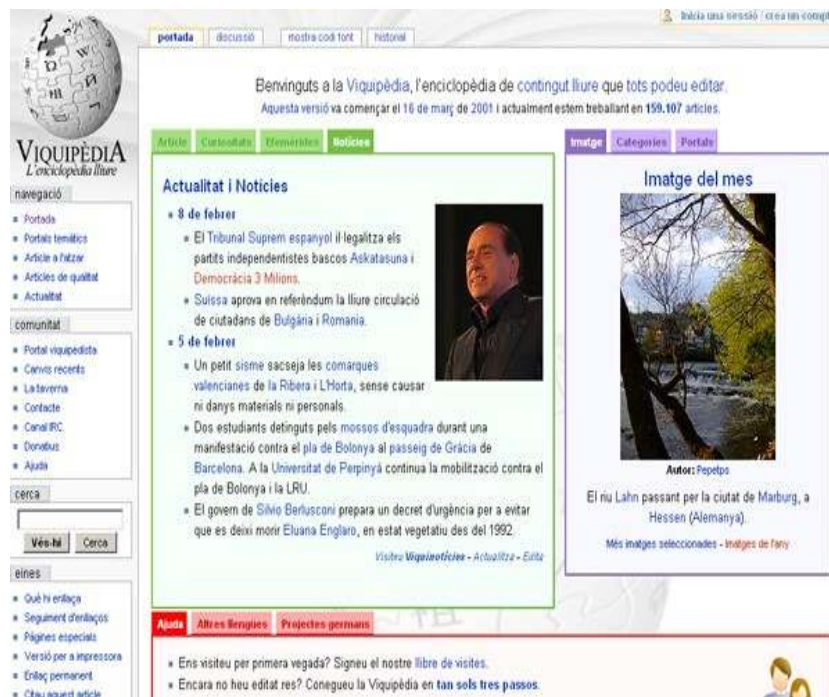 Inicia una sessió / crea un compte
portada discussió mostra codi font historial
Benvinguts a la Viquipèdia, l'enciclopèdia de contingut lliure que tots podeu editar.
Aquesta versió va començar el 16 de març de 2001 i actualment estem treballant en 159.107 articles.
VIQUIPÈDIA
L'enciclopèdia lliure
navegació
Portada
Portals temàtics
Article a l'atzar
Articles de qualitat
Actualitat
comunitat
Portal viquipedista
Canvis recents
La taverna
Contacte
Canal IRC
Donatius
Ajuda
cerca
Vés-hi Cerca
eines
Què hi enllaça
Seguiment d'enllaços
Pàgines especials
Versió per a impressora
Enllaç permanent
Citau aquest article
Article Curiositats Efemèrides Notícies
Actualitat i Notícies
8 de febrer
El Tribunal Suprem espanyol il·legalitza els
partits independentistes bascos Askatasuna i
Democràcia 3 Milions.
Suïssa aprova en referèndum la lliure circulació
de ciutadans de Bulgària i Romania.
5 de febrer
Un petit sisme sacseja les comarques
valencianes de la Ribera i L'Horta, sense causar
ni danys materials ni personals.
Dos estudiants detinguts pels mossos d'esquadra durant una
manifestació contra el pla de Bolonya al passeig de Gràcia de
Barcelona. A la Universitat de Perpinyà continua la mobilització contra el
pla de Bolonya i la LRU.
El govern de Silvio Berlusconi prepara un decret d'urgència per a evitar
que es deixi morir Eluana Englaro, en estat vegetatiu des del 1992.
Visiteu Viquinotícies - Actualitza - Edita
Imatge Categories Portals
Imatge del mes
Autor: Pepetps
El riu Lahn passant per la ciutat de Marburg, a
Hessen (Alemanya).
Més imatges seleccionades - Imatges de l'any
Ajuda Altres llengües Projectes germans
Ens visiteu per primera vegada? Signeu el nostre llibre de visites.
Encara no heu editat res? Conegueu la Viquipèdia en tan sols tres passos.